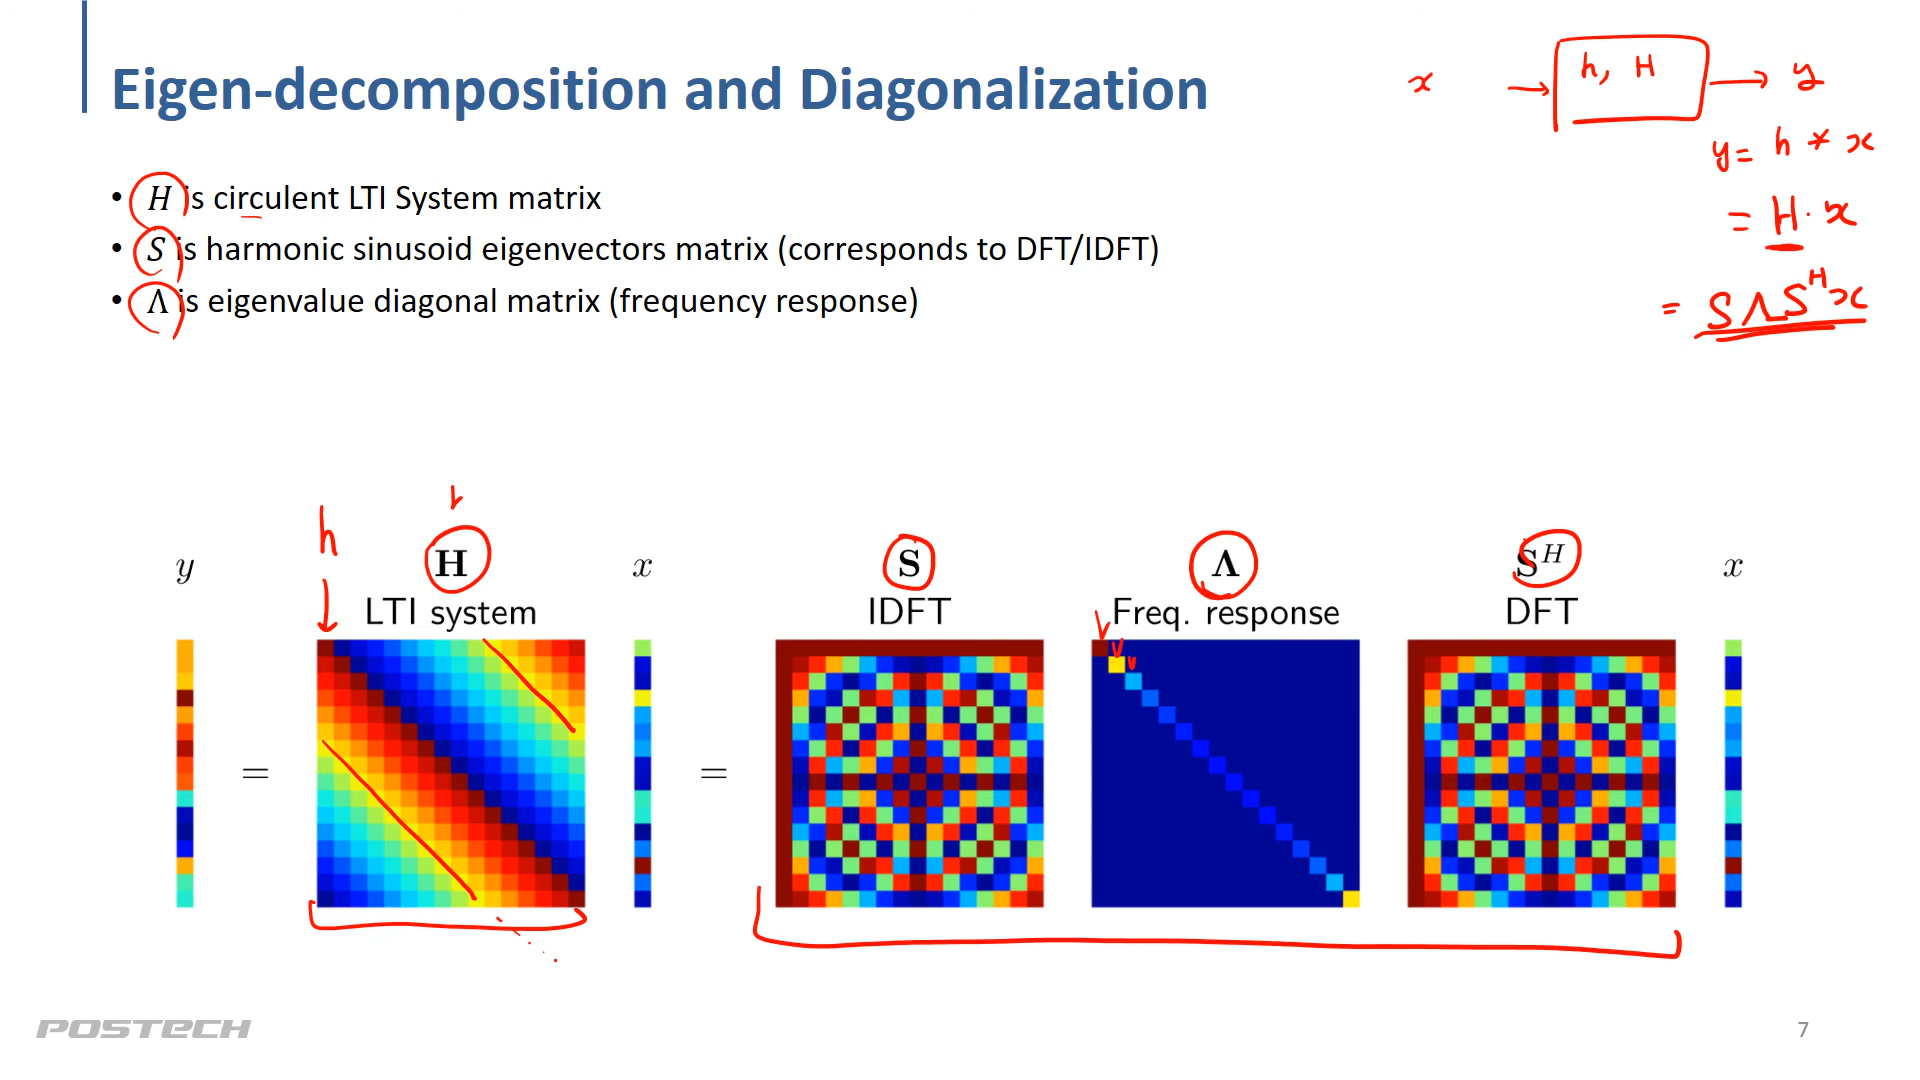 Eigen-decomposition and Diagonalization
x → h, H → y
y = h * x
= H · x
= S Λ S^H x
• H is circulent LTI System matrix
• S is harmonic sinusoid eigenvectors matrix (corresponds to DFT/IDFT)
• Λ is eigenvalue diagonal matrix (frequency response)
h
y H x S Λ S^H x
LTI system IDFT Freq. response DFT
= =
POSTECH
7